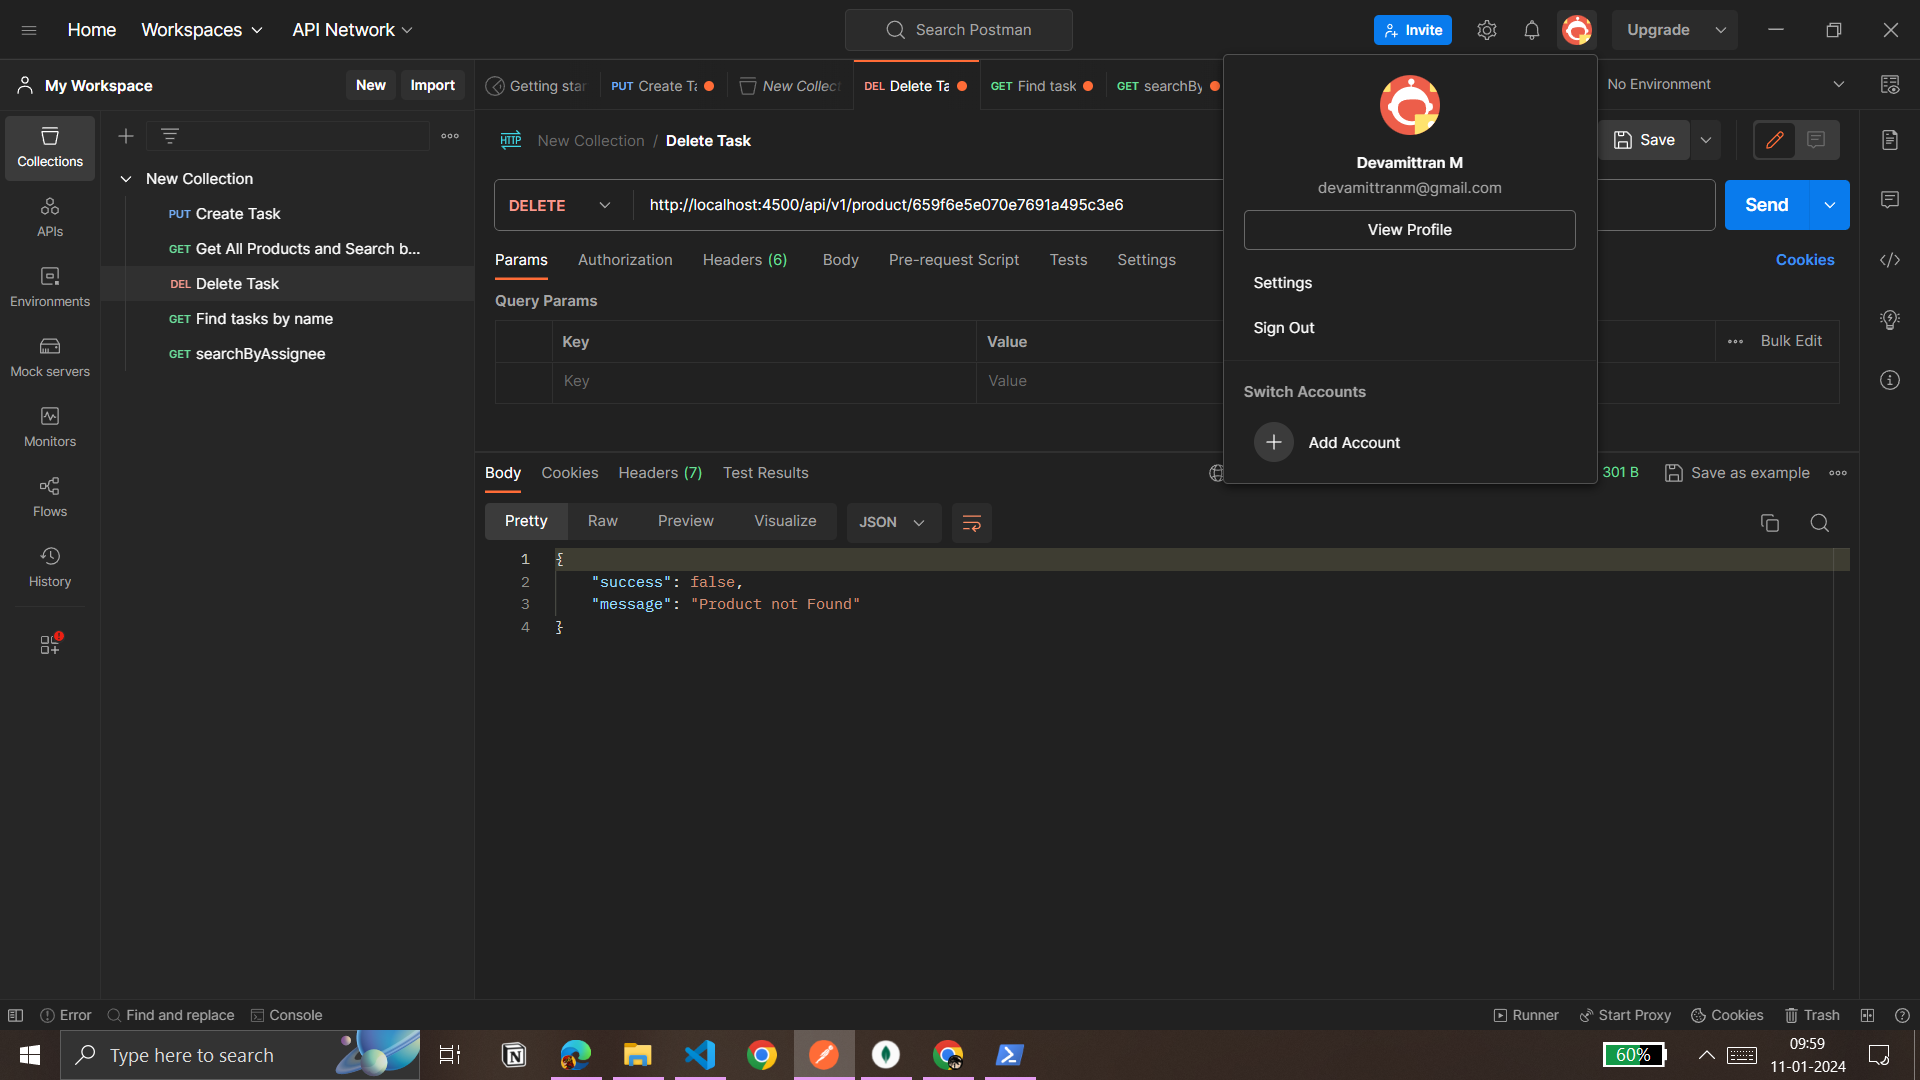 Home
Workspaces
API Network
Search Postman
Invite
Upgrade
My Workspace
New
Import
Getting star
PUT Create Ta
New Collect
DEL Delete Ta
GET Find task
GET searchBy
No Environment
Collections
APIs
Environments
Mock servers
Monitors
Flows
History
New Collection
PUT Create Task
GET Get All Products and Search b...
DEL Delete Task
GET Find tasks by name
GET searchByAssignee
HTTP New Collection / Delete Task
Save
DELETE
http://localhost:4500/api/v1/product/659f6e5e070e7691a495c3e6
Send
Params
Authorization
Headers (6)
Body
Pre-request Script
Tests
Settings
Cookies
Query Params
Key
Value
Bulk Edit
Key
Value
Devamittran M
devamittranm@gmail.com
View Profile
Settings
Sign Out
Switch Accounts
Add Account
Body
Cookies
Headers (7)
Test Results
301 B
Save as example
Pretty
Raw
Preview
Visualize
JSON
1 {
2 "success": false,
3 "message": "Product not Found"
4 }
Error
Find and replace
Console
Runner
Start Proxy
Cookies
Trash
Type here to search
60%
09:59
11-01-2024